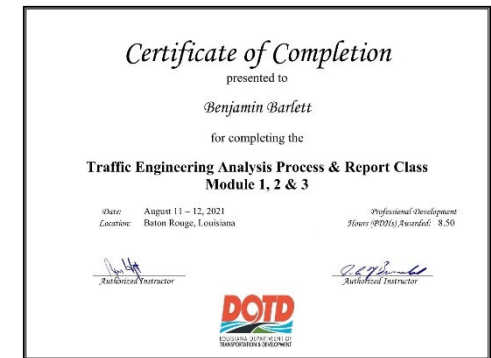 Certificate of Completion
presented to
Benjamin Barlett
for completing the
Traffic Engineering Analysis Process & Report Class
Module 1, 2 & 3
Date: August 11 – 12, 2021
Location: Baton Rouge, Louisiana
Professional Development
Hours (PDHs) Awarded: 8.50
Authorized Instructor
Authorized Instructor
DOTD
LOUISIANA DEPARTMENT OF
TRANSPORTATION & DEVELOPMENT